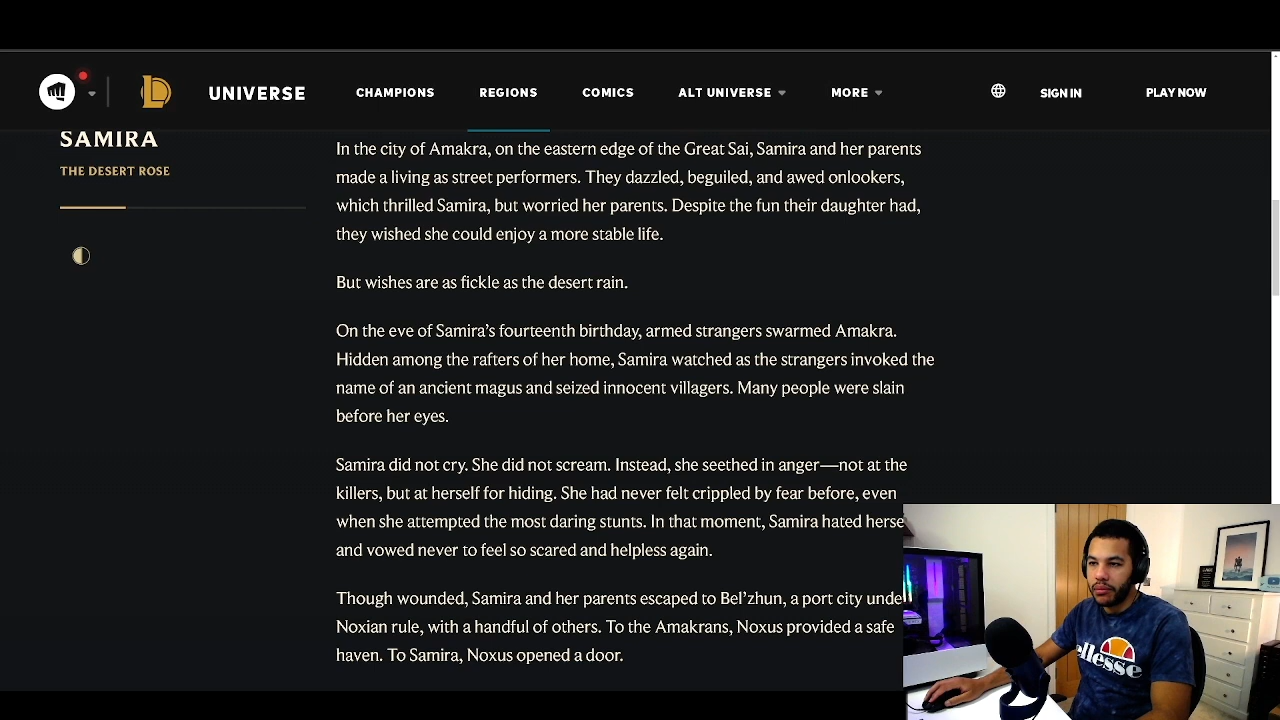 UNIVERSE
CHAMPIONS
REGIONS
COMICS
ALT UNIVERSE
MORE
SIGN IN
PLAY NOW
SAMIRA
THE DESERT ROSE
In the city of Amakra, on the eastern edge of the Great Sai, Samira and her parents
made a living as street performers. They dazzled, beguiled, and awed onlookers,
which thrilled Samira, but worried her parents. Despite the fun their daughter had,
they wished she could enjoy a more stable life.
But wishes are as fickle as the desert rain.
On the eve of Samira’s fourteenth birthday, armed strangers swarmed Amakra.
Hidden among the rafters of her home, Samira watched as the strangers invoked the
name of an ancient magus and seized innocent villagers. Many people were slain
before her eyes.
Samira did not cry. She did not scream. Instead, she seethed in anger—not at the
killers, but at herself for hiding. She had never felt crippled by fear before, even
when she attempted the most daring stunts. In that moment, Samira hated herse
and vowed never to feel so scared and helpless again.
Though wounded, Samira and her parents escaped to Bel’zhun, a port city unde
Noxian rule, with a handful of others. To the Amakrans, Noxus provided a safe
haven. To Samira, Noxus opened a door.
ellesse